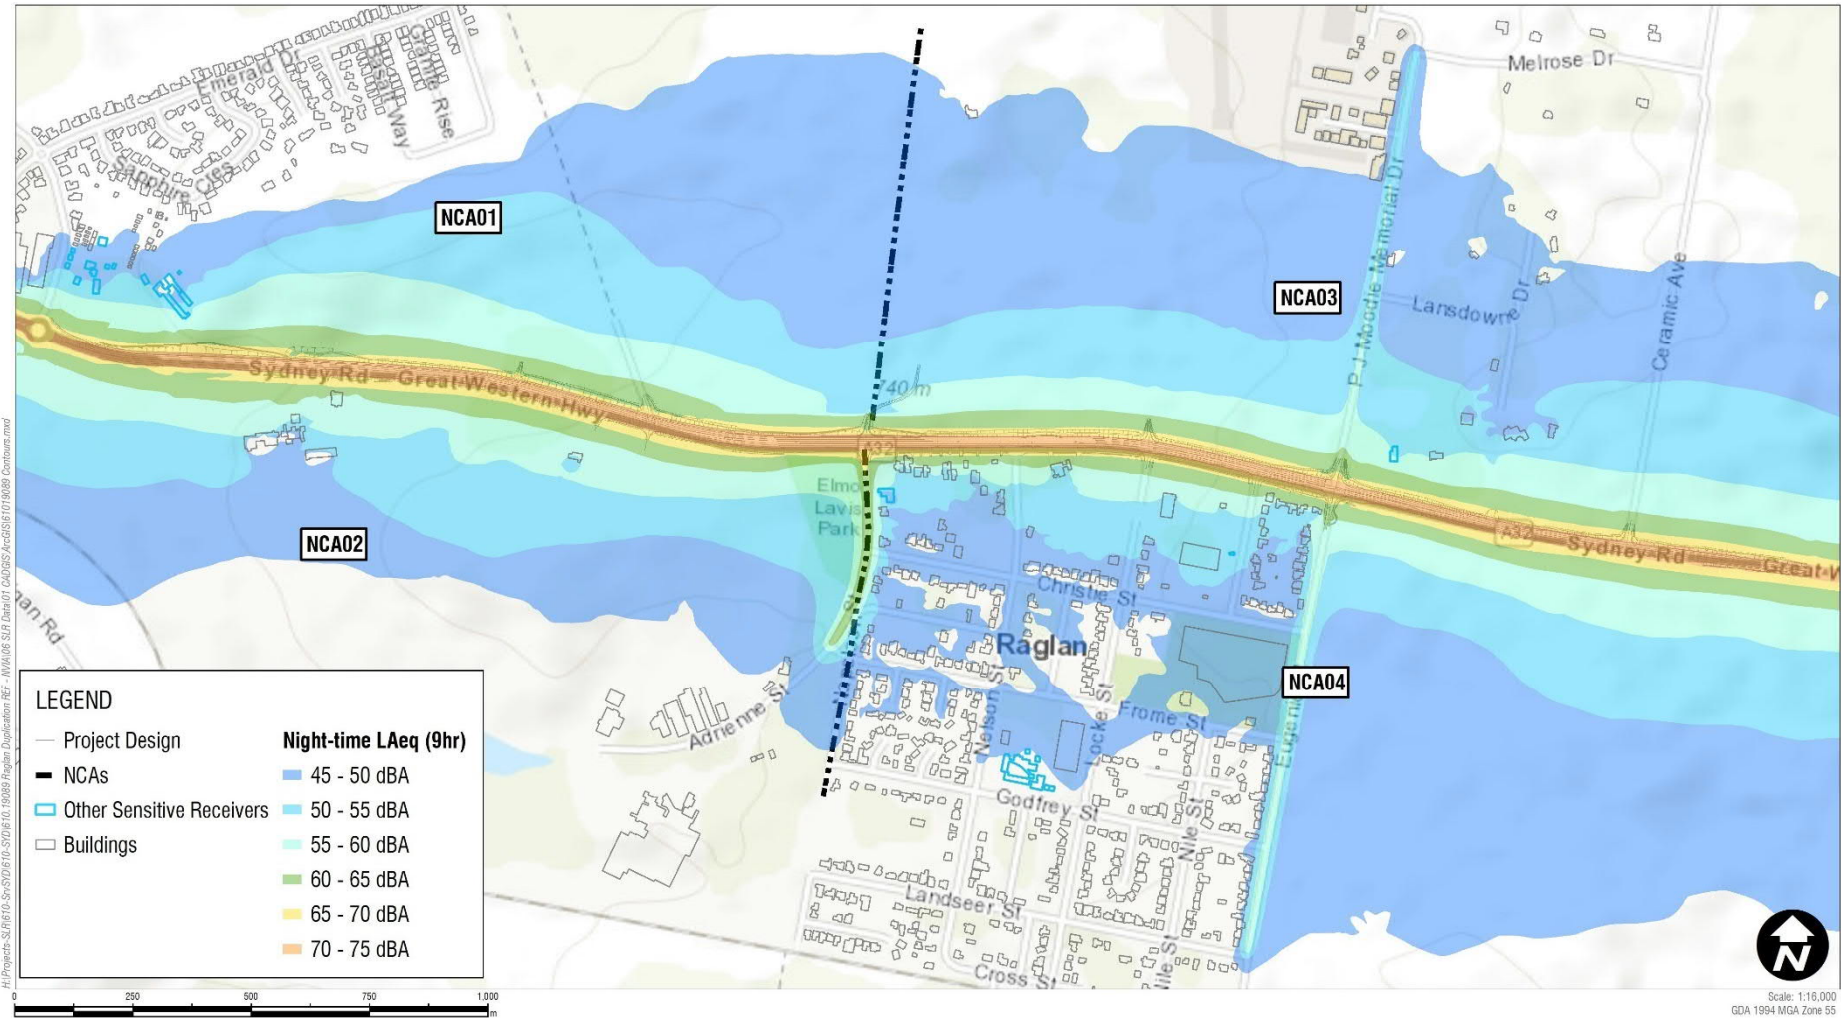 Granite Rise
Basalt Way
Emerald Dr
Sapphire Cres
Melrose Dr
NCA01
P J Moodie Memorial Dr
NCA03
Lansdowne Dr
Ceramic Ave
Sydney Rd
Great Western Hwy
740 m
A32
Elmo
Lavis
Park
A32
Sydney Rd
Great W
NCA02
gan Rd
Christie St
Raglan
NCA04
Nelson St
Locke St
Frome St
Adrienne St
Eugen
Godfrey St
Nile St
Landseer St
Nile St
Cross St
LEGEND
Project Design
NCAs
Other Sensitive Receivers
Buildings
Night-time LAeq (9hr)
45 - 50 dBA
50 - 55 dBA
55 - 60 dBA
60 - 65 dBA
65 - 70 dBA
70 - 75 dBA
N
0 250 500 750 1,000
m
Scale: 1:16,000
GDA 1994 MGA Zone 55